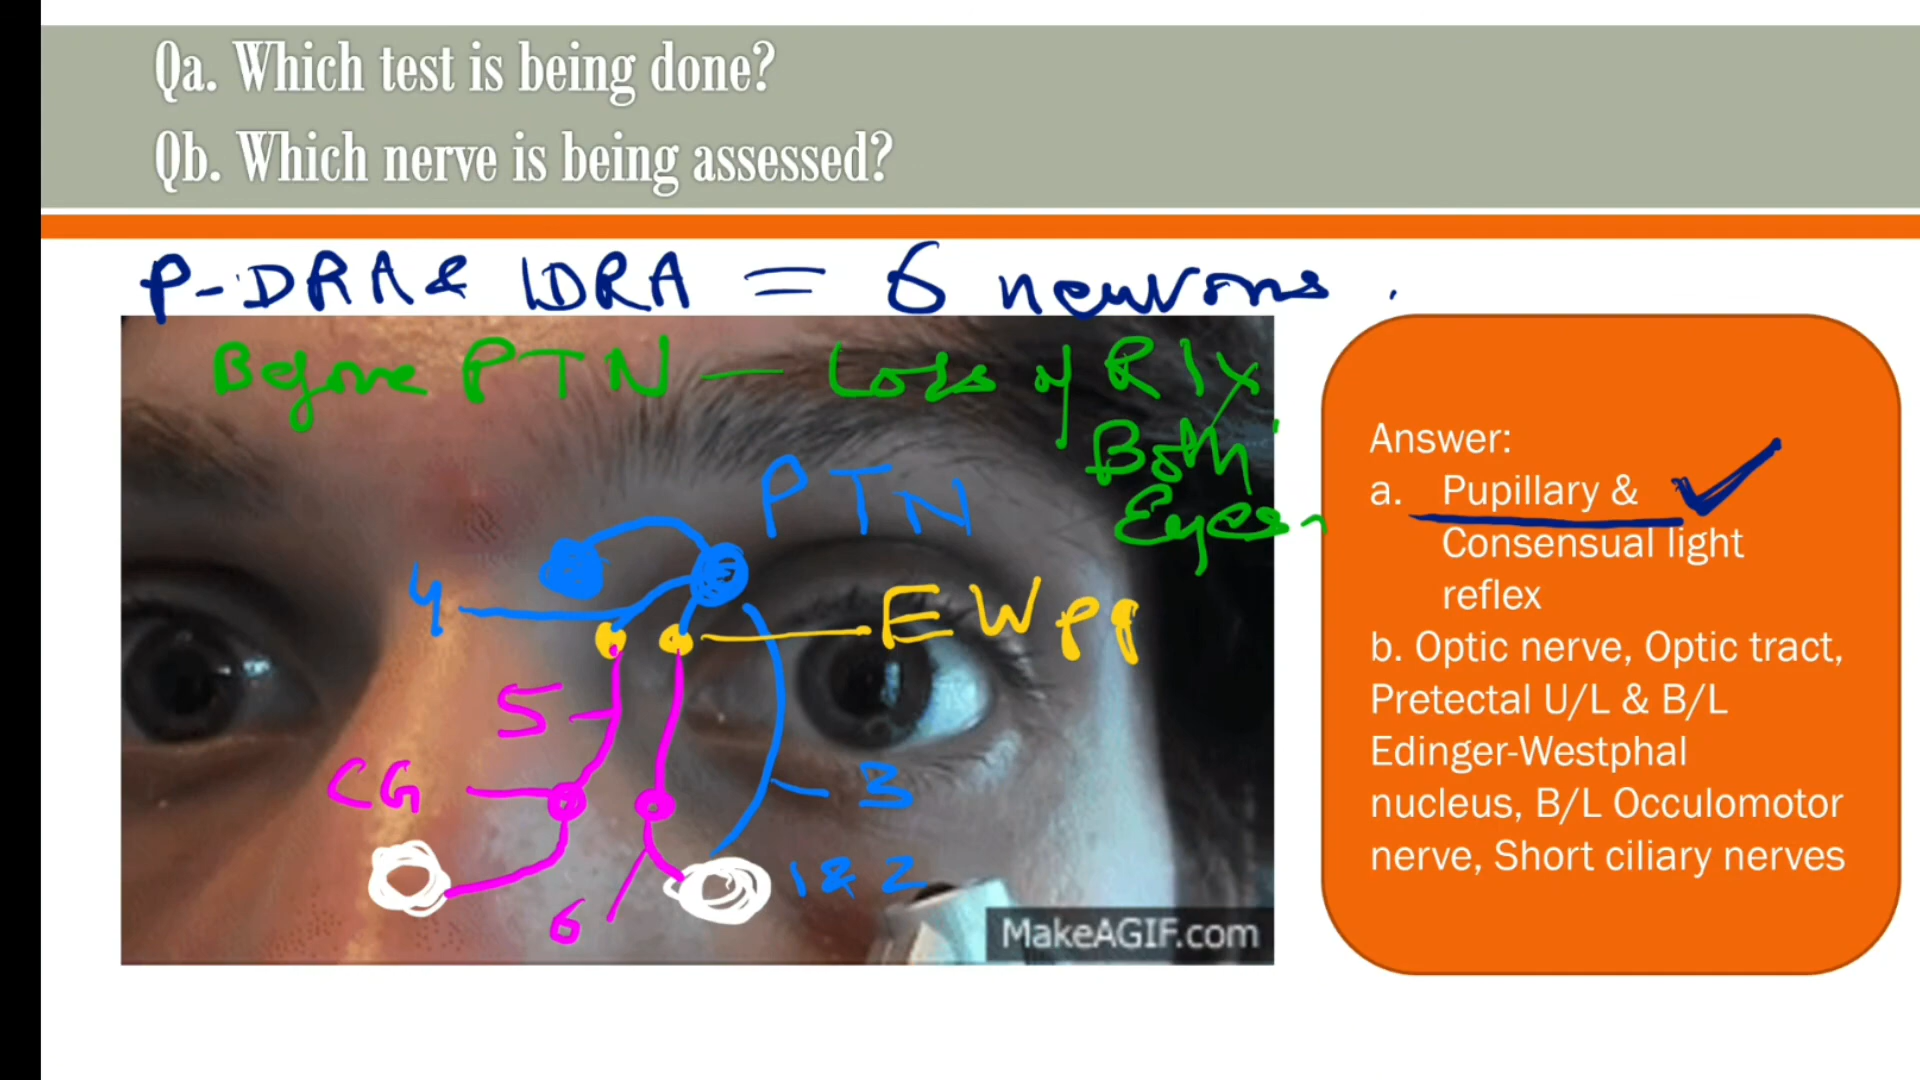 Qa. Which test is being done?
Qb. Which nerve is being assessed?
P-DRA & IDRA = 6 neurons.
Before PTN — Loss of Rlx
Both
Eyes
PTN
4
EWpg
5
CG
3
1 & 2
6
MakeAGIF.com
Answer:
a. Pupillary &
Consensual light
reflex
b. Optic nerve, Optic tract,
Pretectal U/L & B/L
Edinger-Westphal
nucleus, B/L Occulomotor
nerve, Short ciliary nerves